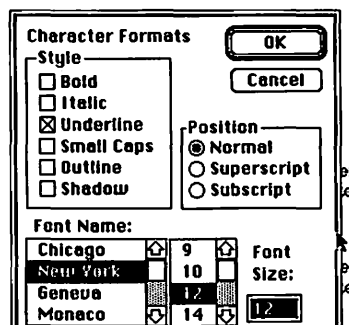 Character Formats
OK
Cancel
Style
Bold
Italic
Underline
Small Caps
Outline
Shadow
Position
Normal
Superscript
Subscript
Font Name:
Chicago
New York
Geneva
Monaco
9
10
12
14
Font
Size:
12